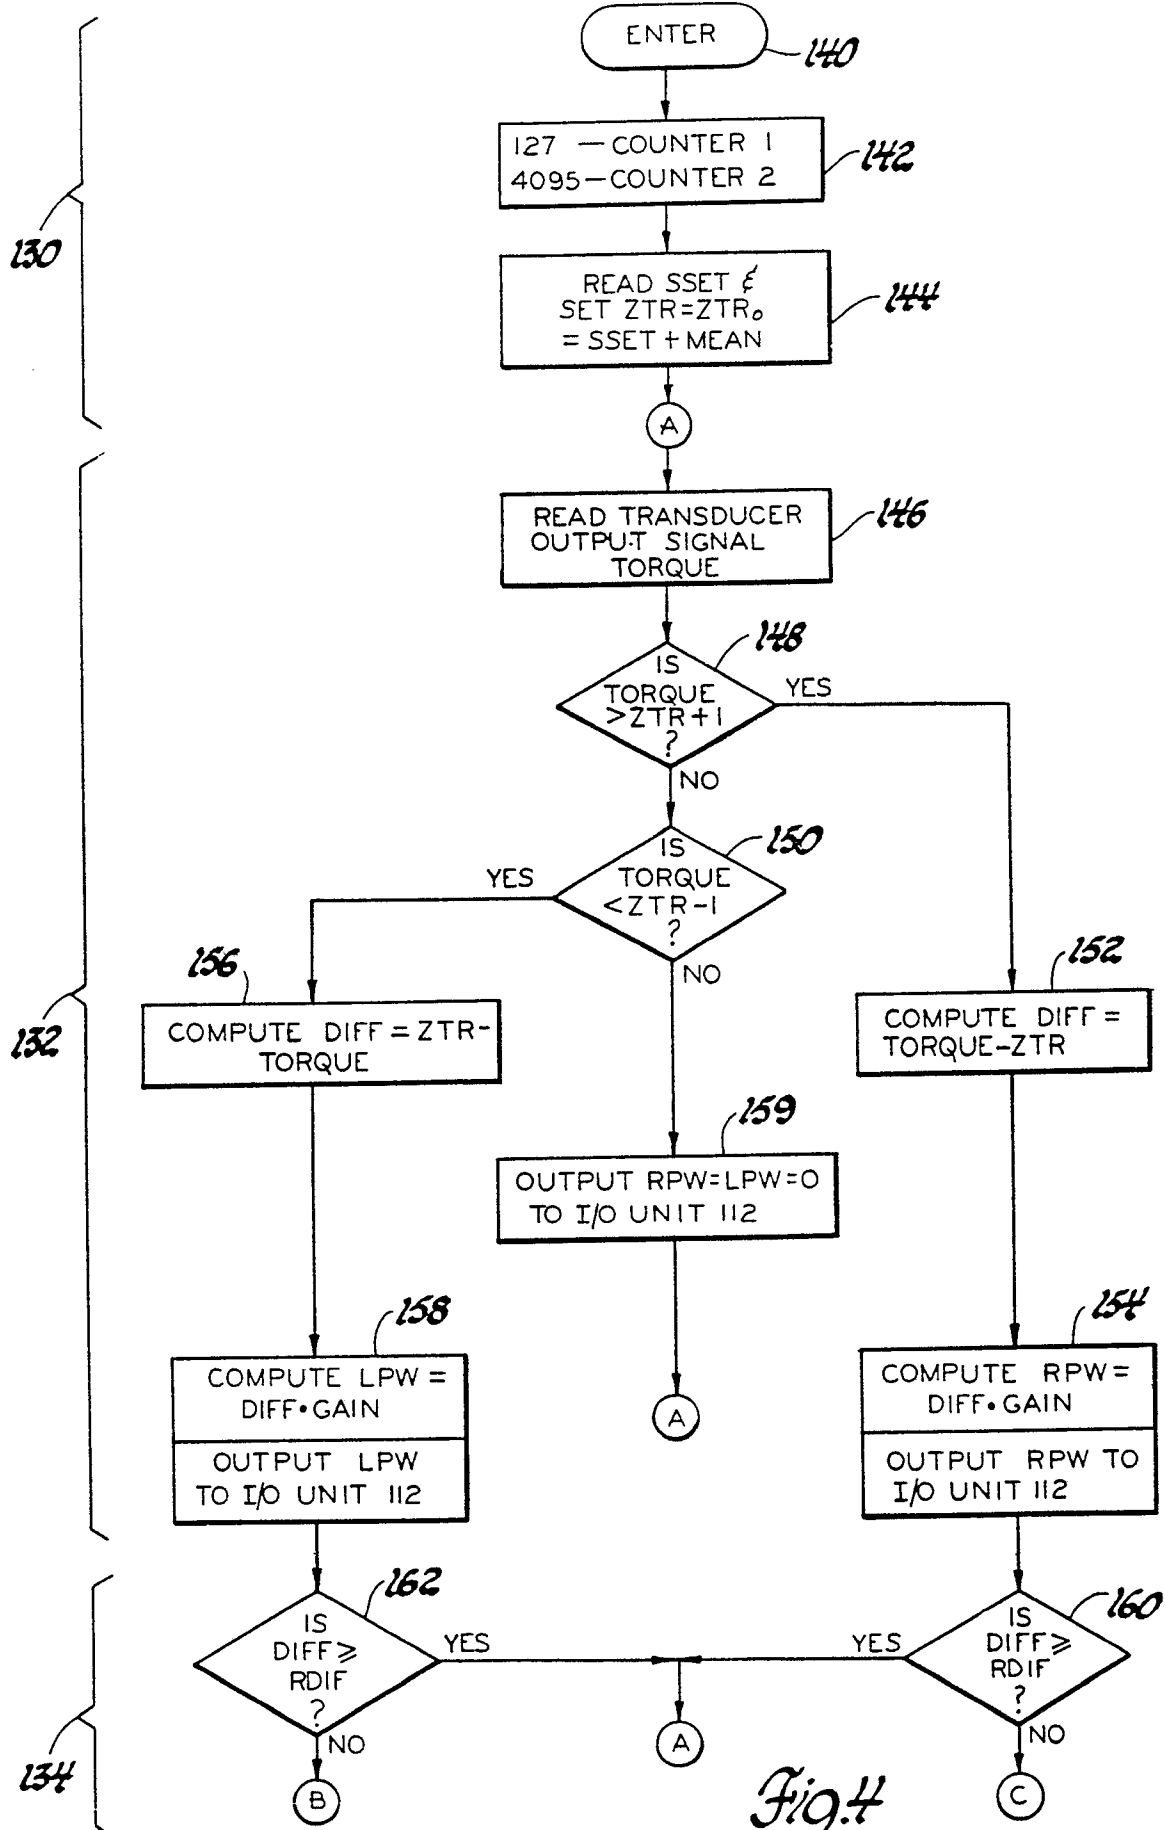 ENTER
140
127 — COUNTER 1
4095—COUNTER 2
142
130
READ SSET &
SET ZTR=ZTR₀
= SSET + MEAN
144
A
READ TRANSDUCER
OUTPUT SIGNAL
TORQUE
146
148
IS
TORQUE
>ZTR+1
?
YES
NO
150
IS
TORQUE
<ZTR-1
?
YES
NO
132
156
COMPUTE DIFF = ZTR-
TORQUE
152
COMPUTE DIFF =
TORQUE-ZTR
159
OUTPUT RPW=LPW=0
TO I/O UNIT 112
A
158
COMPUTE LPW =
DIFF•GAIN
OUTPUT LPW
TO I/O UNIT 112
154
COMPUTE RPW=
DIFF•GAIN
OUTPUT RPW TO
I/O UNIT 112
134
162
IS
DIFF ≥
RDIF
?
YES
NO
B
A
160
IS
DIFF ≥
RDIF
?
YES
NO
C
Fig.4